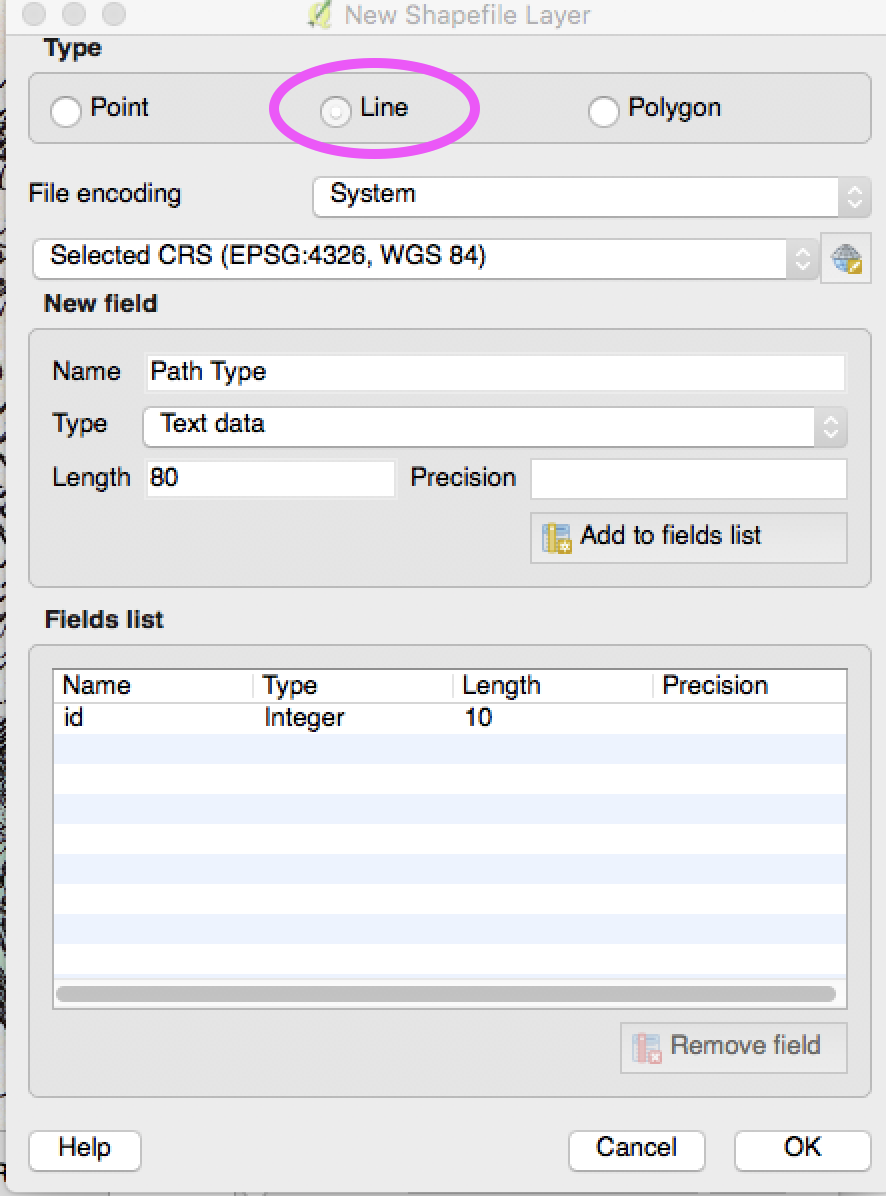 New Shapefile Layer
Type
Point Line Polygon
File encoding System
Selected CRS (EPSG:4326, WGS 84)
New field
Name Path Type
Type Text data
Length 80 Precision
Add to fields list
Fields list
Name Type Length Precision
id Integer 10
Remove field
Help Cancel OK